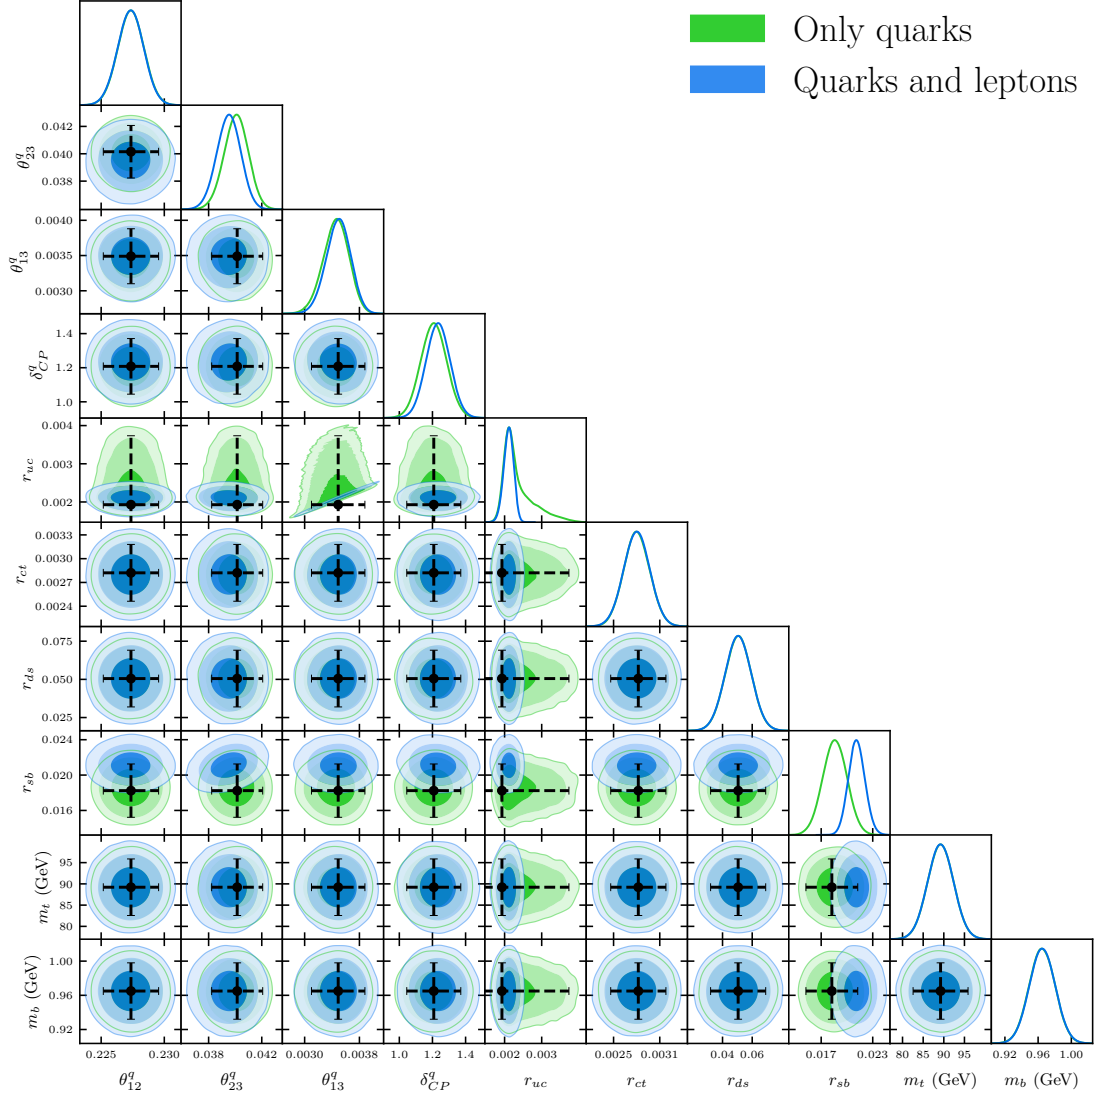 Only quarks
Quarks and leptons
0.042
0.040
0.038
θ^q_23
0.0040
0.0035
0.0030
θ^q_13
1.4
1.2
1.0
δ^q_CP
0.004
0.003
0.002
r_uc
0.0033
0.0030
0.0027
0.0024
r_ct
0.075
0.050
0.025
r_ds
0.024
0.020
0.016
r_sb
95
90
85
80
m_t (GeV)
1.00
0.96
0.92
m_b (GeV)
0.225 0.230 0.038 0.042 0.0030 0.0038 1.0 1.2 1.4 0.002 0.003 0.0025 0.0031 0.04 0.06 0.017 0.023 80 85 90 95 0.92 0.96 1.00
θ^q_12 θ^q_23 θ^q_13 δ^q_CP r_uc r_ct r_ds r_sb m_t (GeV) m_b (GeV)